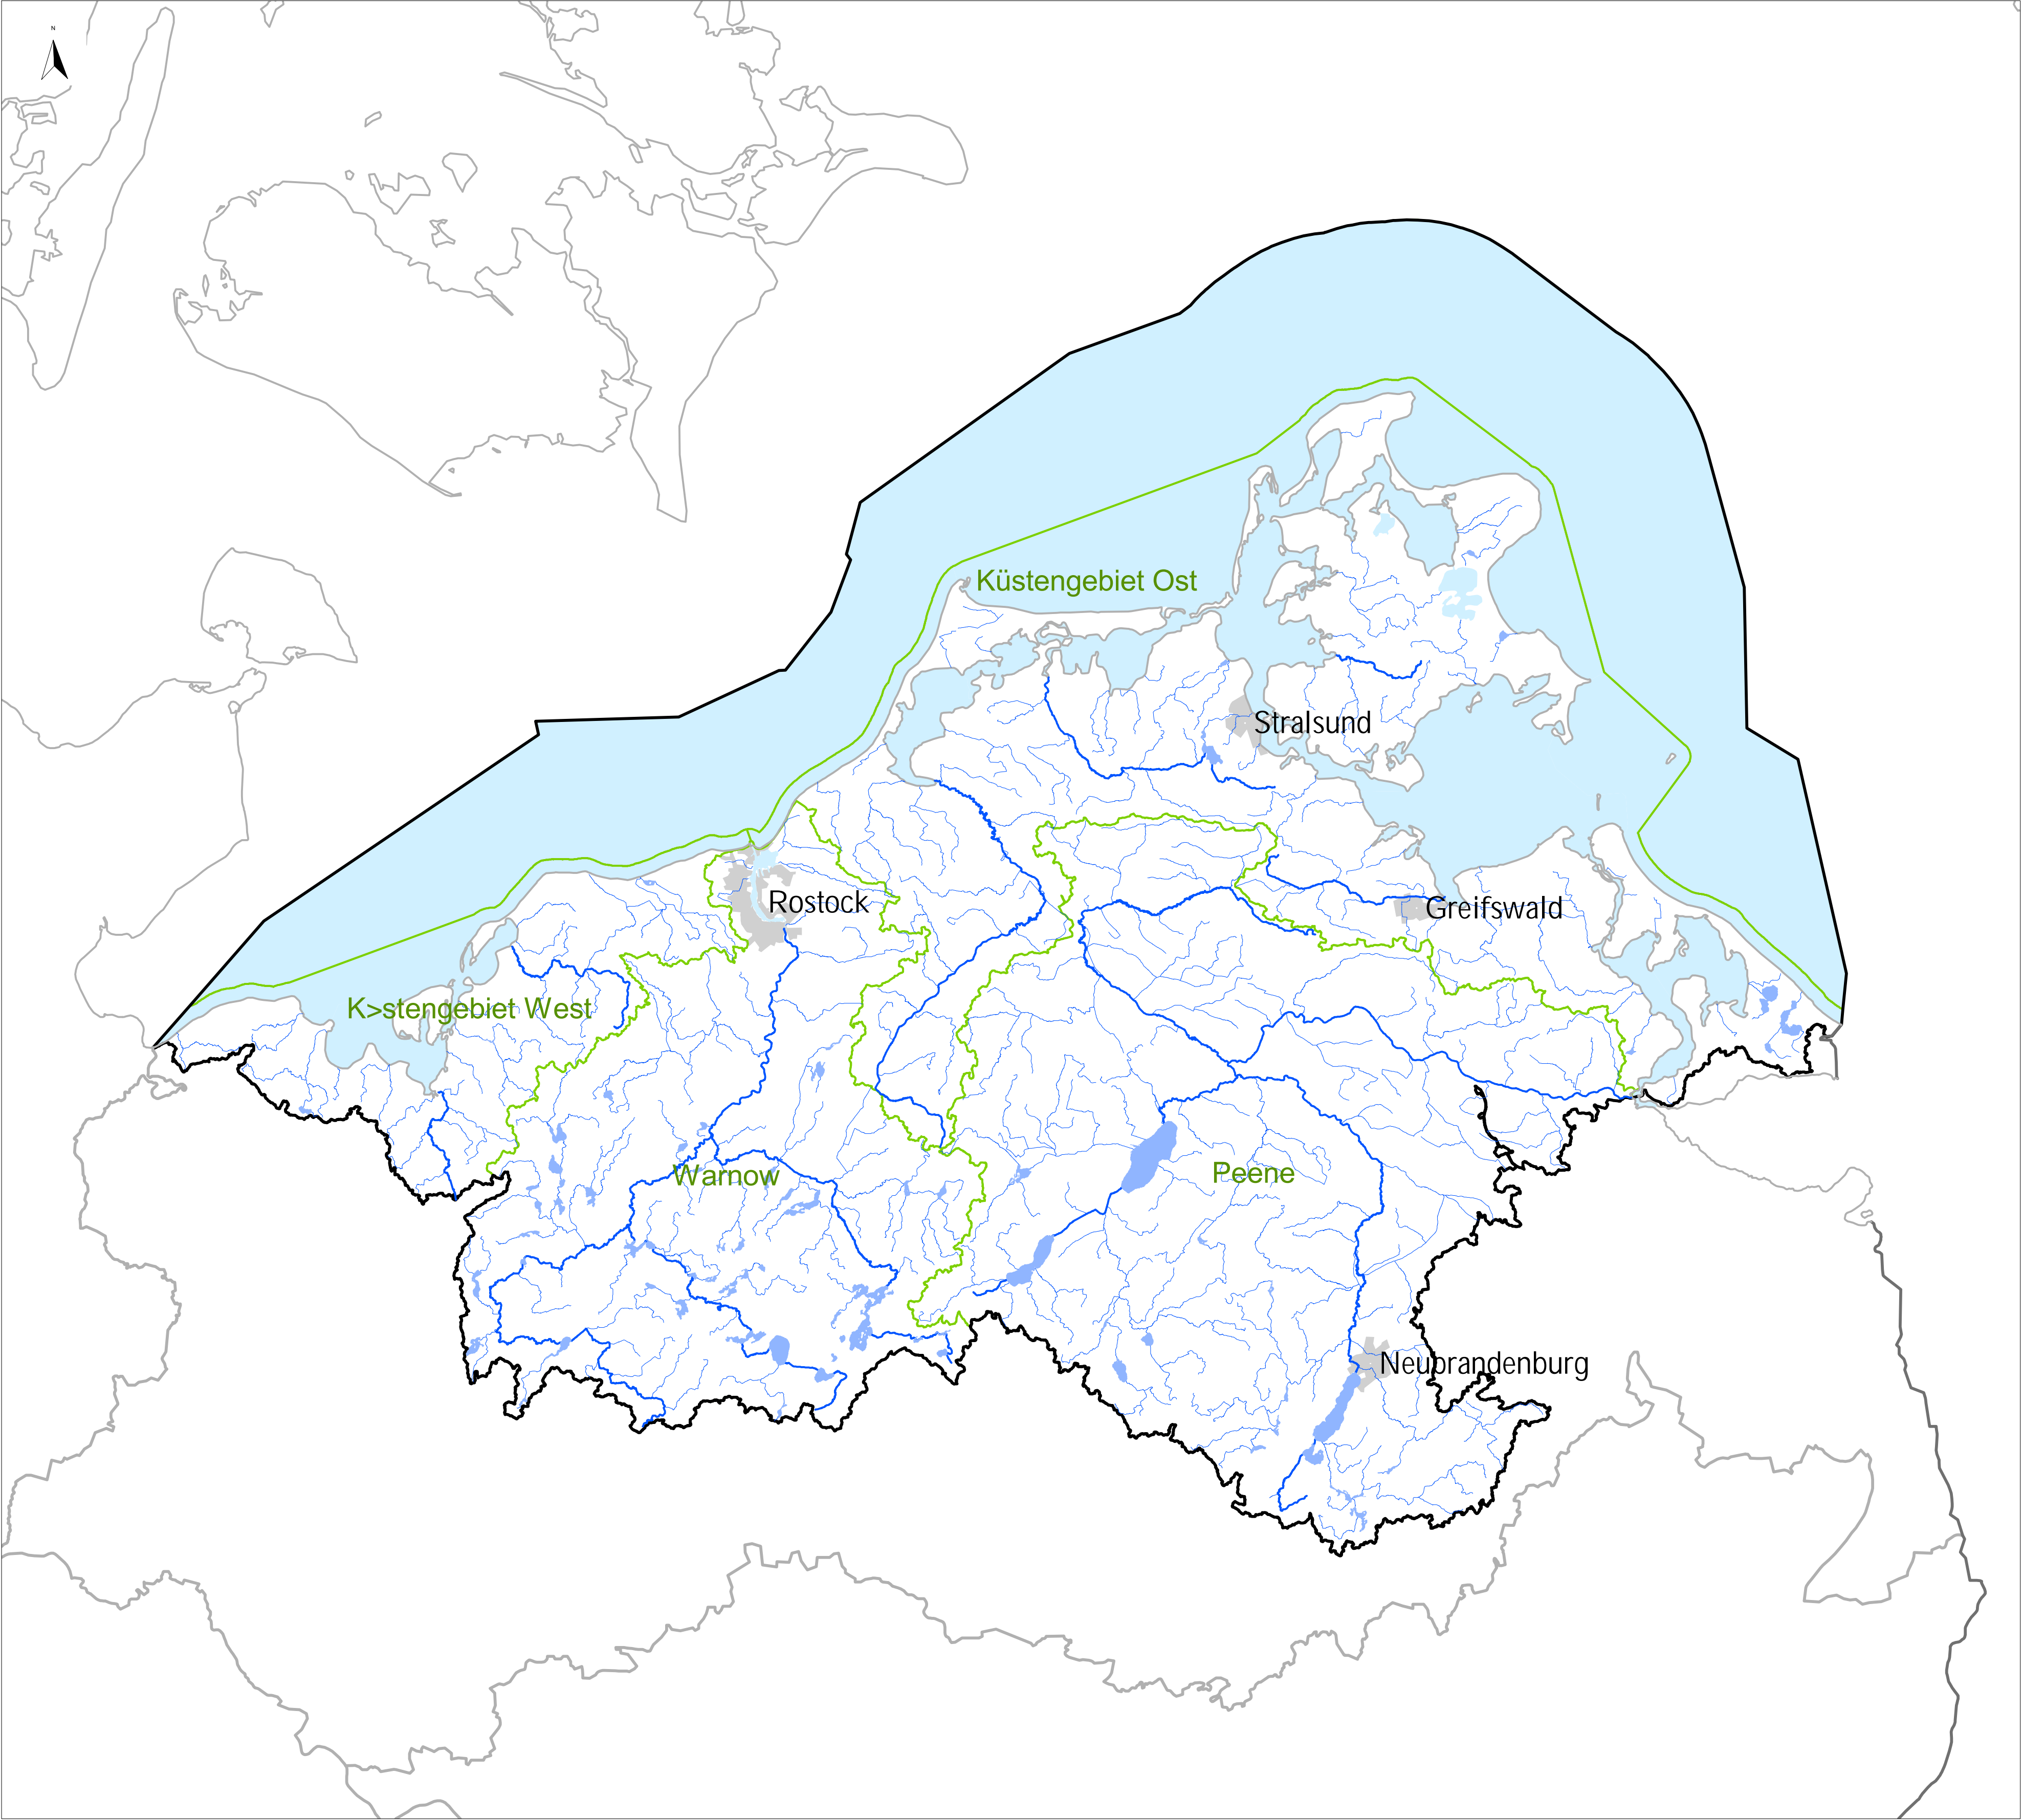 N
Küstengebiet Ost
Stralsund
Rostock
Greifswald
K>stengebiet West
Warnow
Peene
Neubrandenburg